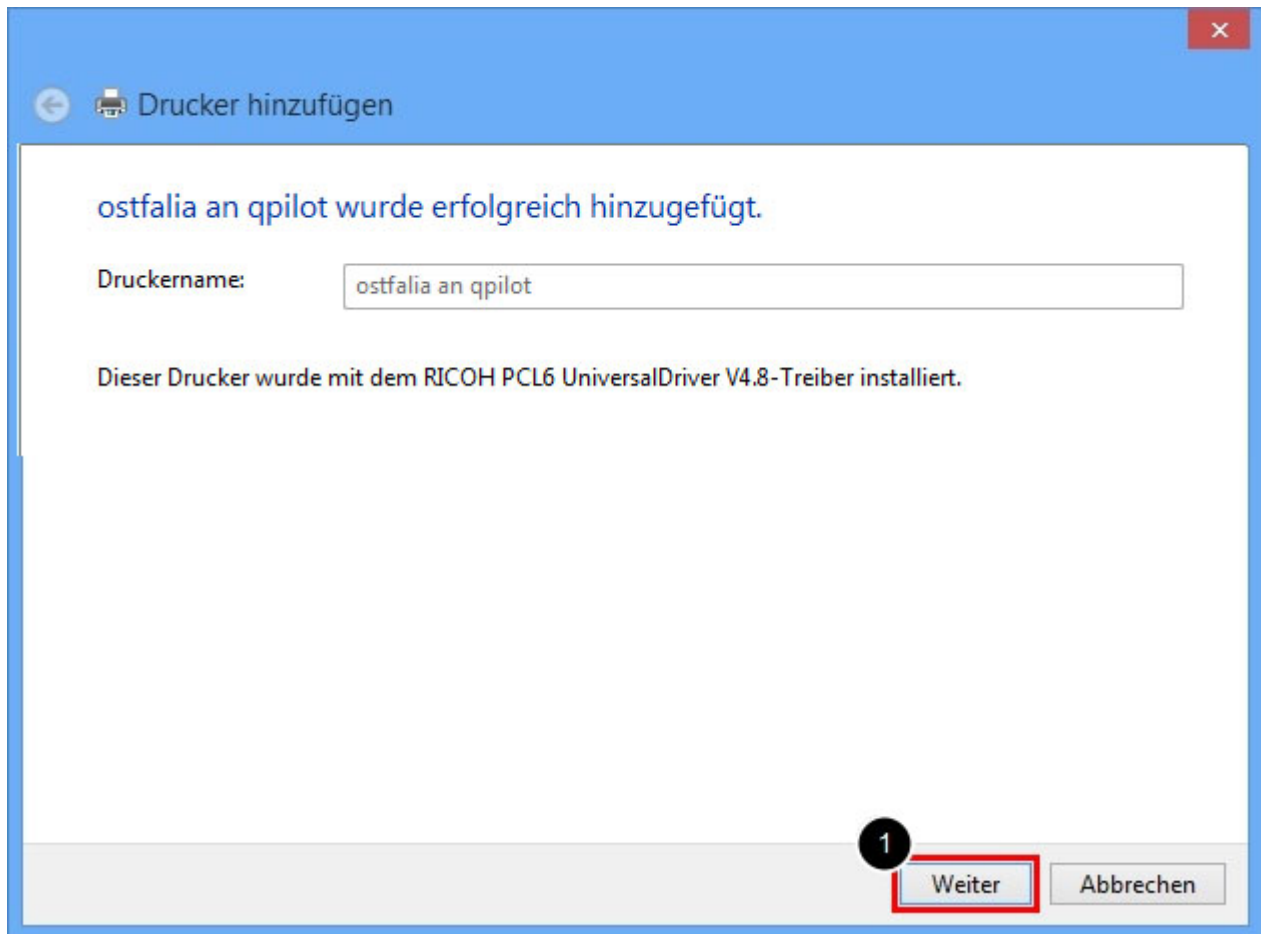 Drucker hinzufügen
ostfalia an qpilot wurde erfolgreich hinzugefügt.
Druckername: ostfalia an qpilot
Dieser Drucker wurde mit dem RICOH PCL6 UniversalDriver V4.8-Treiber installiert.
1
Weiter Abbrechen